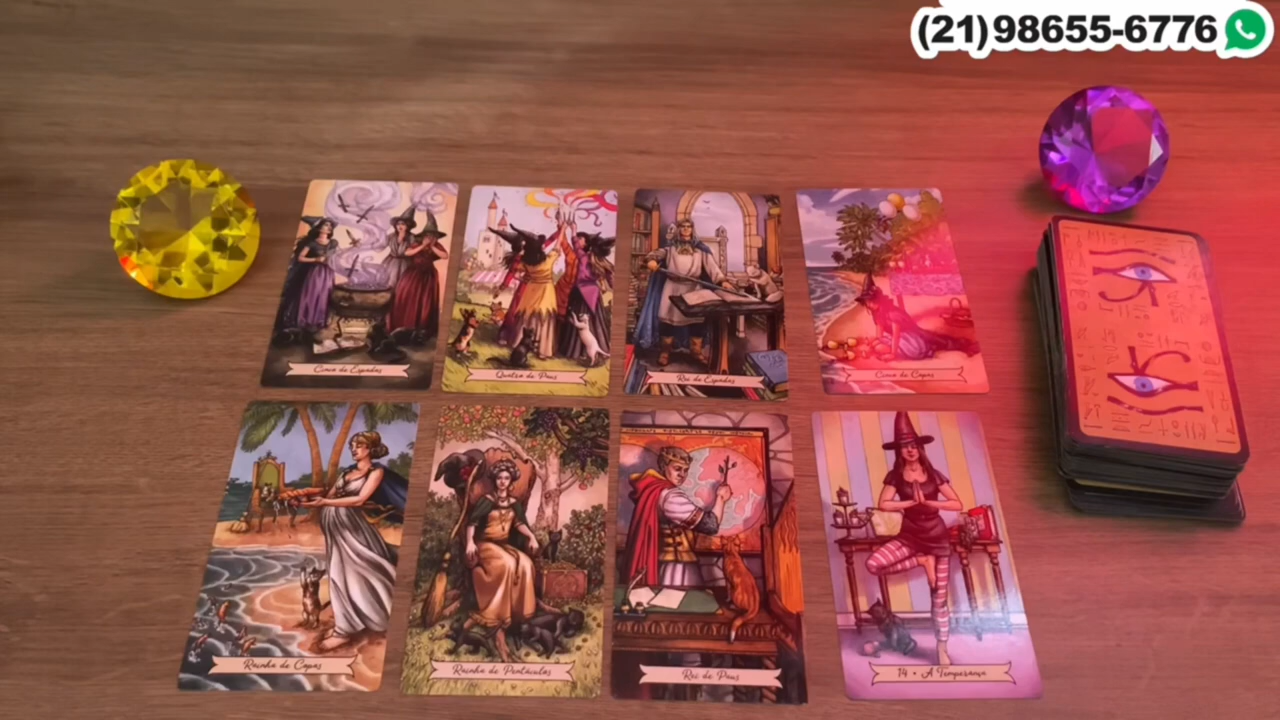 (21)98655-6776
Cinco de Espadas
Quatro de Paus
Rei de Espadas
Cinco de Copas
Rainha de Copas
Rainha de Pentáculos
Rei de Paus
14 • A Temperança